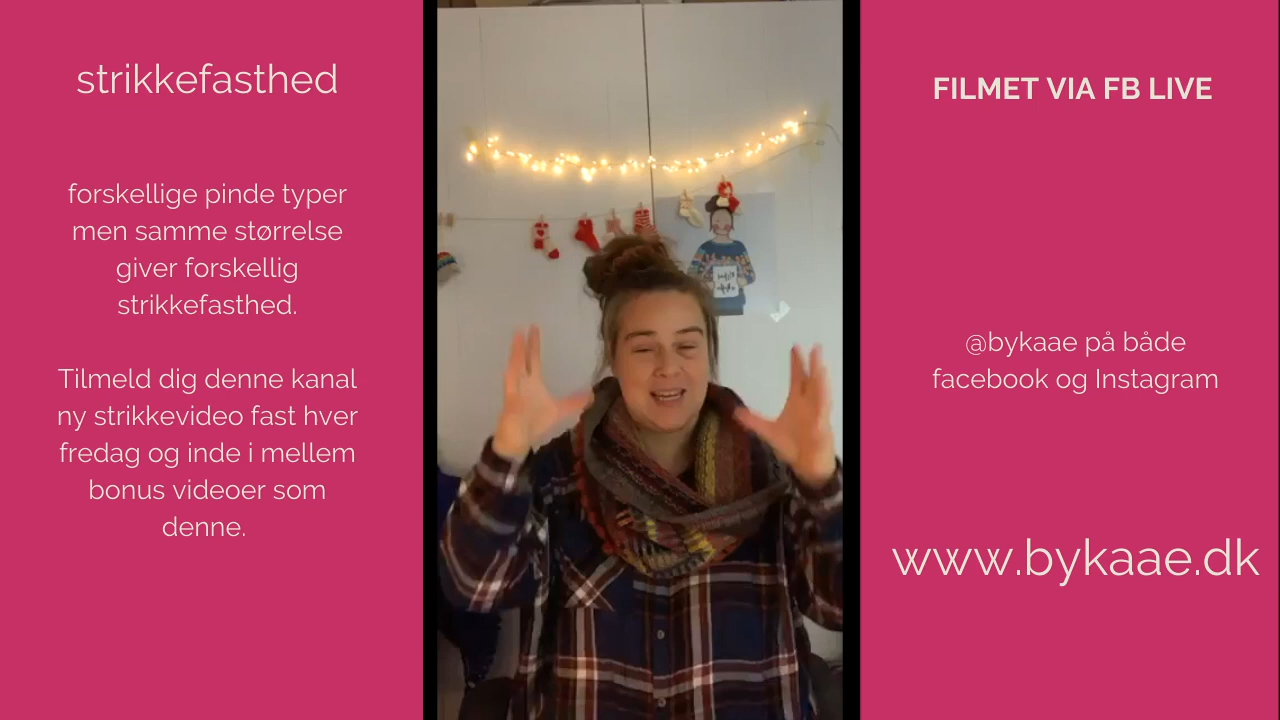 strikkefasthed
forskellige pinde typer
men samme størrelse
giver forskellig
strikkefasthed.
Tilmeld dig denne kanal
ny strikkevideo fast hver
fredag og inde i mellem
bonus videoer som
denne.
FILMET VIA FB LIVE
@bykaae på både
facebook og Instagram
www.bykaae.dk